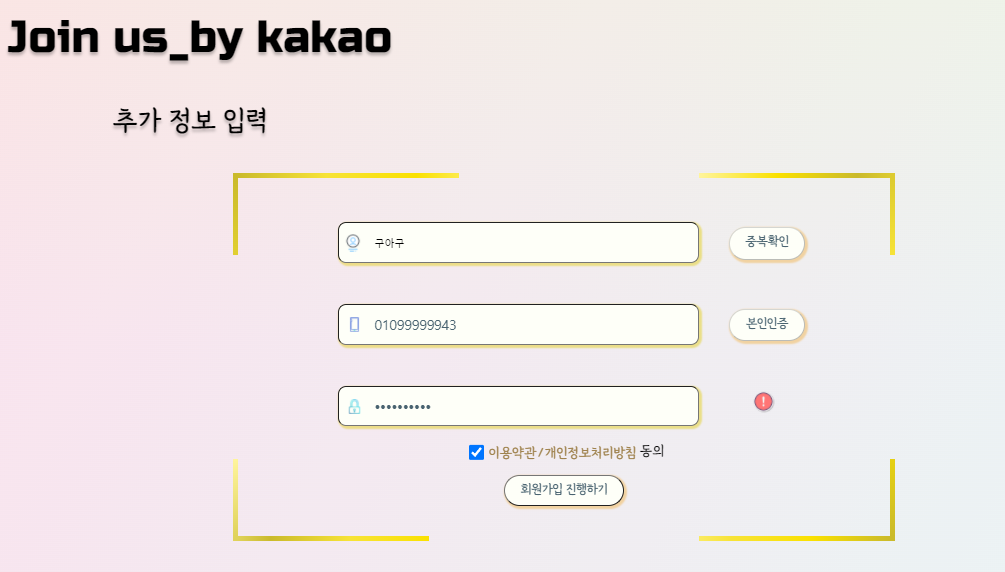 Join us_by kakao
추가 정보 입력
구아구
중복확인
01099999943
본인인증
••••••••••
!
이용약관/개인정보처리방침 동의
회원가입 진행하기